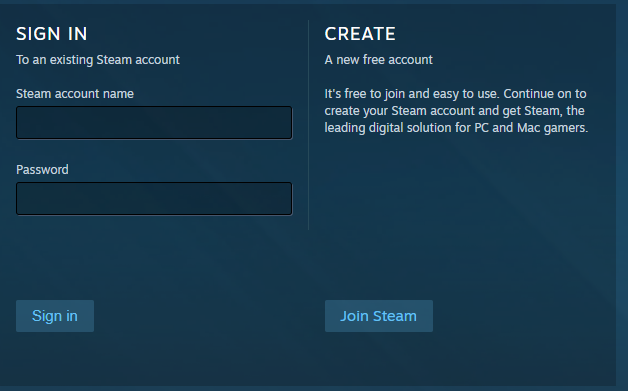 SIGN IN
To an existing Steam account
Steam account name
Password
Sign in
CREATE
A new free account
It's free to join and easy to use. Continue on to
create your Steam account and get Steam, the
leading digital solution for PC and Mac gamers.
Join Steam